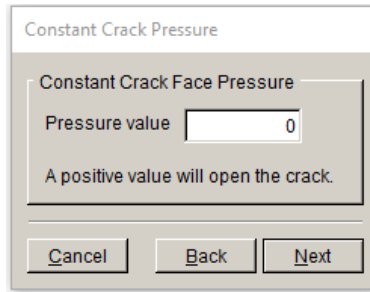 Constant Crack Pressure
Constant Crack Face Pressure
Pressure value 0
A positive value will open the crack.
Cancel Back Next